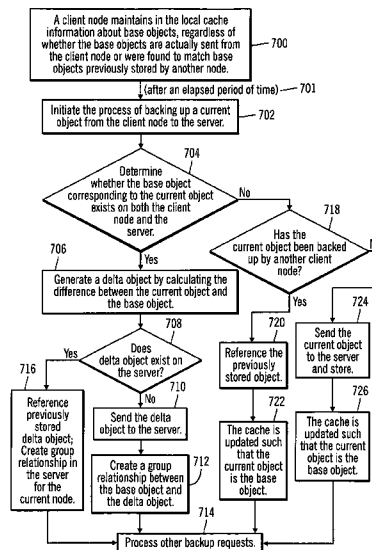 A client node maintains in the local cache
information about base objects, regardless of
whether the base objects are actually sent from
the client node or were found to match base
objects previously stored by another node.
700
(after an elapsed period of time)
701
Initiate the process of backing up a current
object from the client node to the server.
702
704
Determine
whether the base object
corresponding to the current object
exists on both the client
node and the
server.
No
Yes
718
Has the
current object been backed
up by another client
node?
Yes
706
Generate a delta object by calculating the
difference between the current object and
the base object.
708
Does
delta object exist on
the server?
Yes
No
716
Reference
previously
stored
delta object;
Create group
relationship in
the server
for the
current node.
710
Send the delta
object to the server.
712
Create a group
relationship between
the base object and
the delta object.
720
Reference the
previously
stored object.
722
The cache is
updated such
that the
current object
is the base
object.
724
Send the
current object
to the server
and store.
726
The cache is
updated such
that the current
object is the
base object.
714
Process other backup requests.